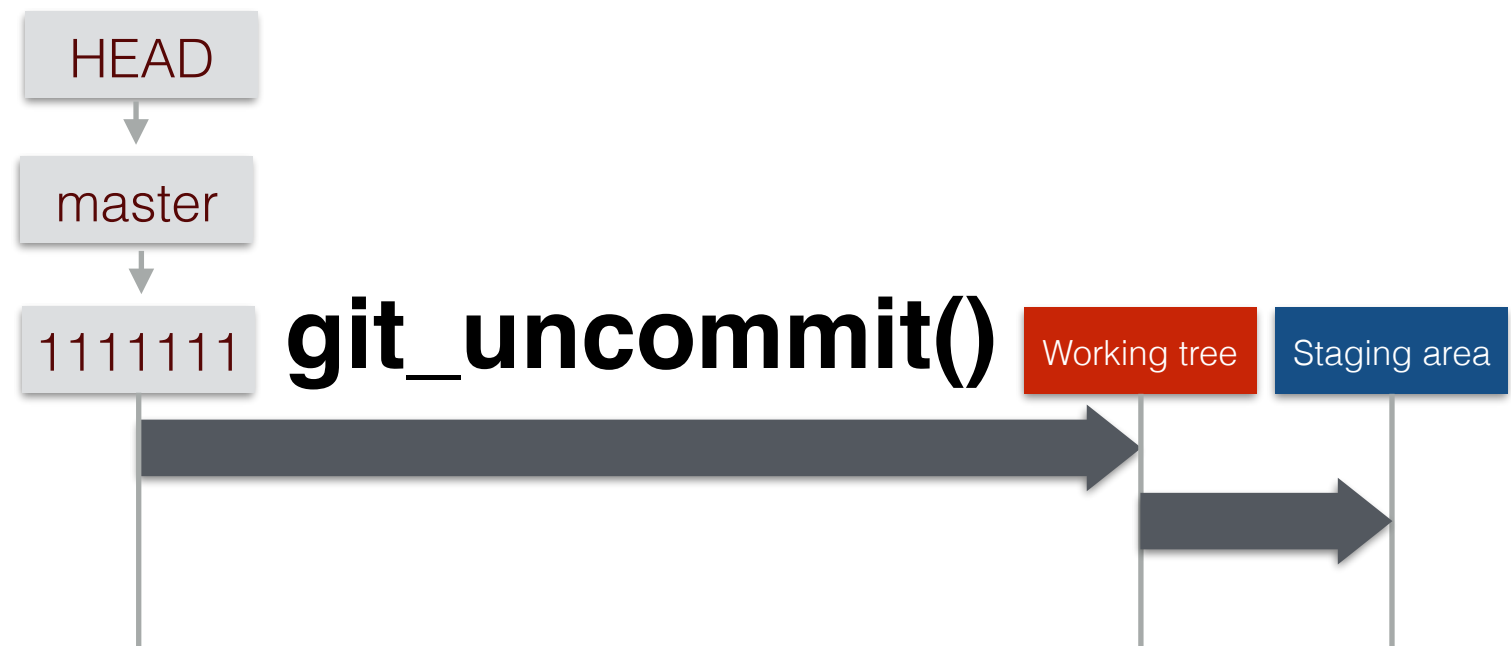 HEAD
master
1111111
git_uncommit()
Working tree
Staging area